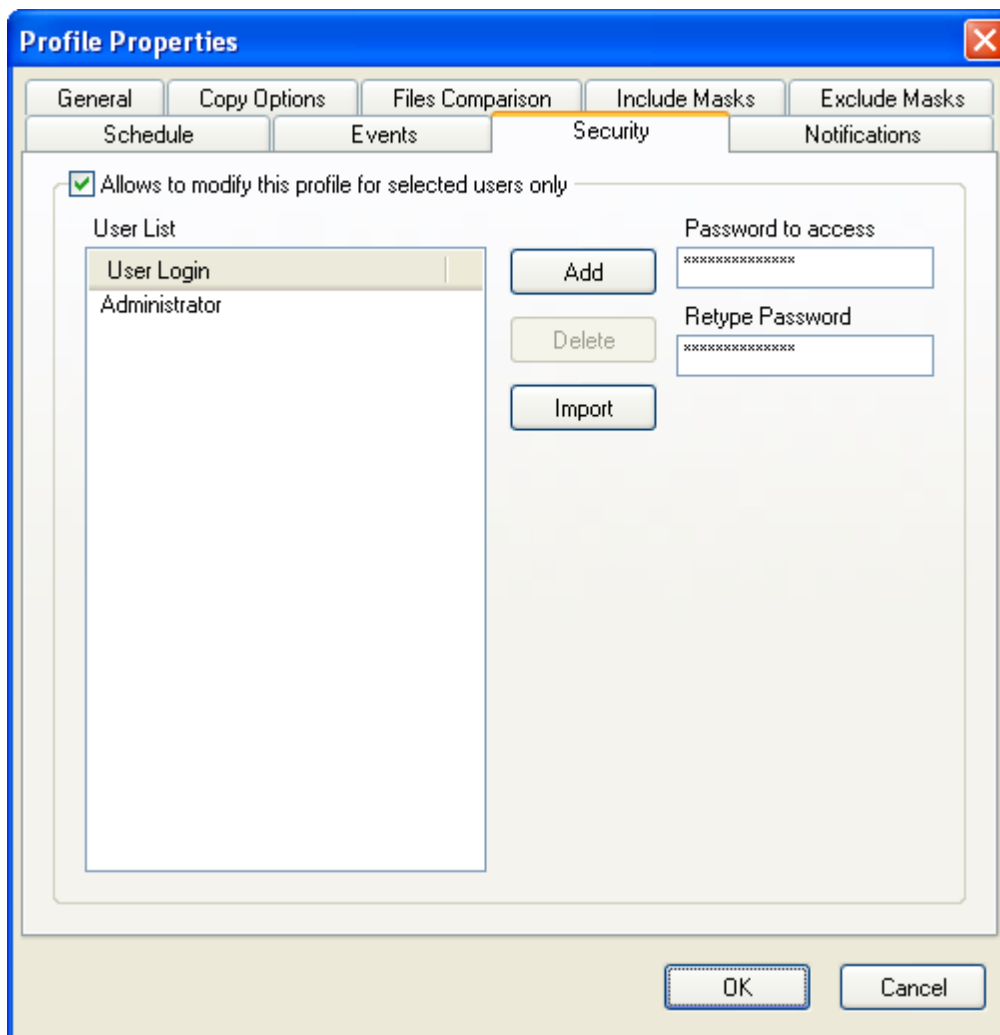 Profile Properties
General Copy Options Files Comparison Include Masks Exclude Masks
Schedule Events Security Notifications
Allows to modify this profile for selected users only
User List
User Login
Administrator
Add
Delete
Import
Password to access
**************
Retype Password
**************
OK Cancel